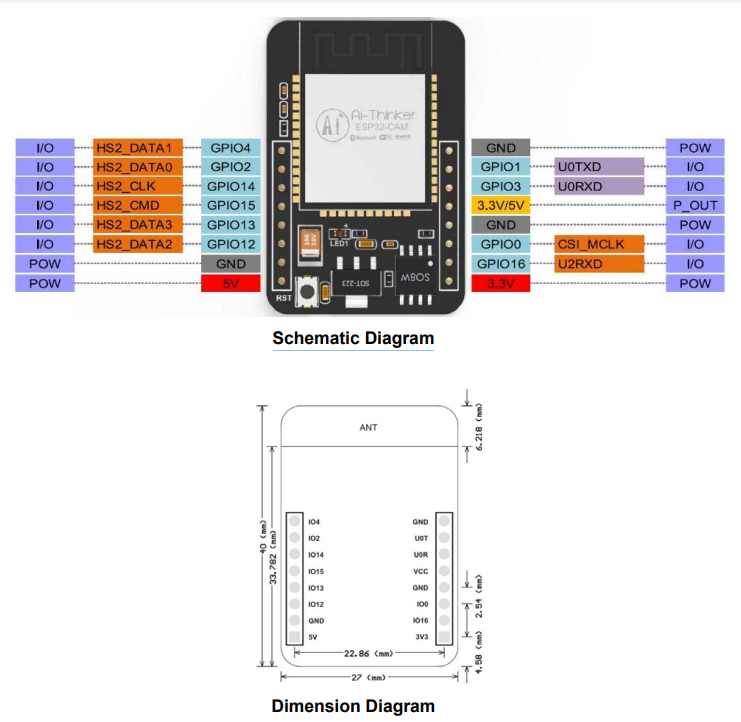 Ai-Thinker
ESP32-CAM
I/O HS2_DATA1 GPIO4 GND POW
I/O HS2_DATA0 GPIO2 GPIO1 U0TXD I/O
I/O HS2_CLK GPIO14 GPIO3 U0RXD I/O
I/O HS2_CMD GPIO15 3.3V/5V P_OUT
I/O HS2_DATA3 GPIO13 GND POW
I/O HS2_DATA2 GPIO12 GPIO0 CSI_MCLK I/O
POW GND GPIO16 U2RXD I/O
POW 5V 3.3V POW
LED1
SOT-223
SO8W
RST
Schematic Diagram
ANT
6.218 (mm)
40 (mm)
33.782 (mm)
IO4 GND
IO2 U0T
IO14 U0R
IO15 VCC
IO13 GND
IO12 IO0
GND IO16
5V 3V3
2.54 (mm)
4.58 (mm)
22.86 (mm)
27 (mm)
Dimension Diagram